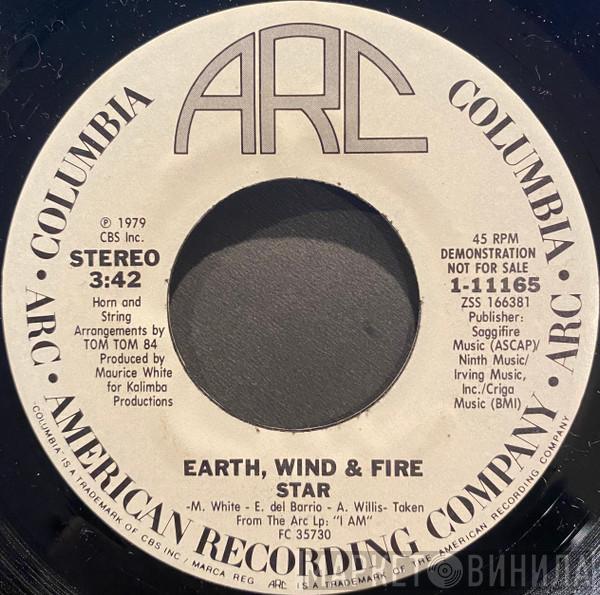 ARC
COLUMBIA • ARC • AMERICAN RECORDING COMPANY • ARC • COLUMBIA
℗ 1979
CBS Inc.
STEREO
3:42
Horn and
String
Arrangements by
TOM TOM 84
Produced by
Maurice White
for Kalimba
Productions
45 RPM
DEMONSTRATION
NOT FOR SALE
1-11165
ZSS 166381
Publisher:
Saggifire
Music (ASCAP)/
Ninth Music/
Irving Music,
Inc./Criga
Music (BMI)
EARTH, WIND & FIRE
STAR
-M. White - E. del Barrio - A. Willis- Taken
From The Arc Lp: "I AM"
FC 35730
"COLUMBIA" IS A TRADEMARK OF CBS INC / MARCA REG ARC IS A TRADEMARK OF THE AMERICAN RECORDING COMPANY
МАРКЕТ ВИНИЛА